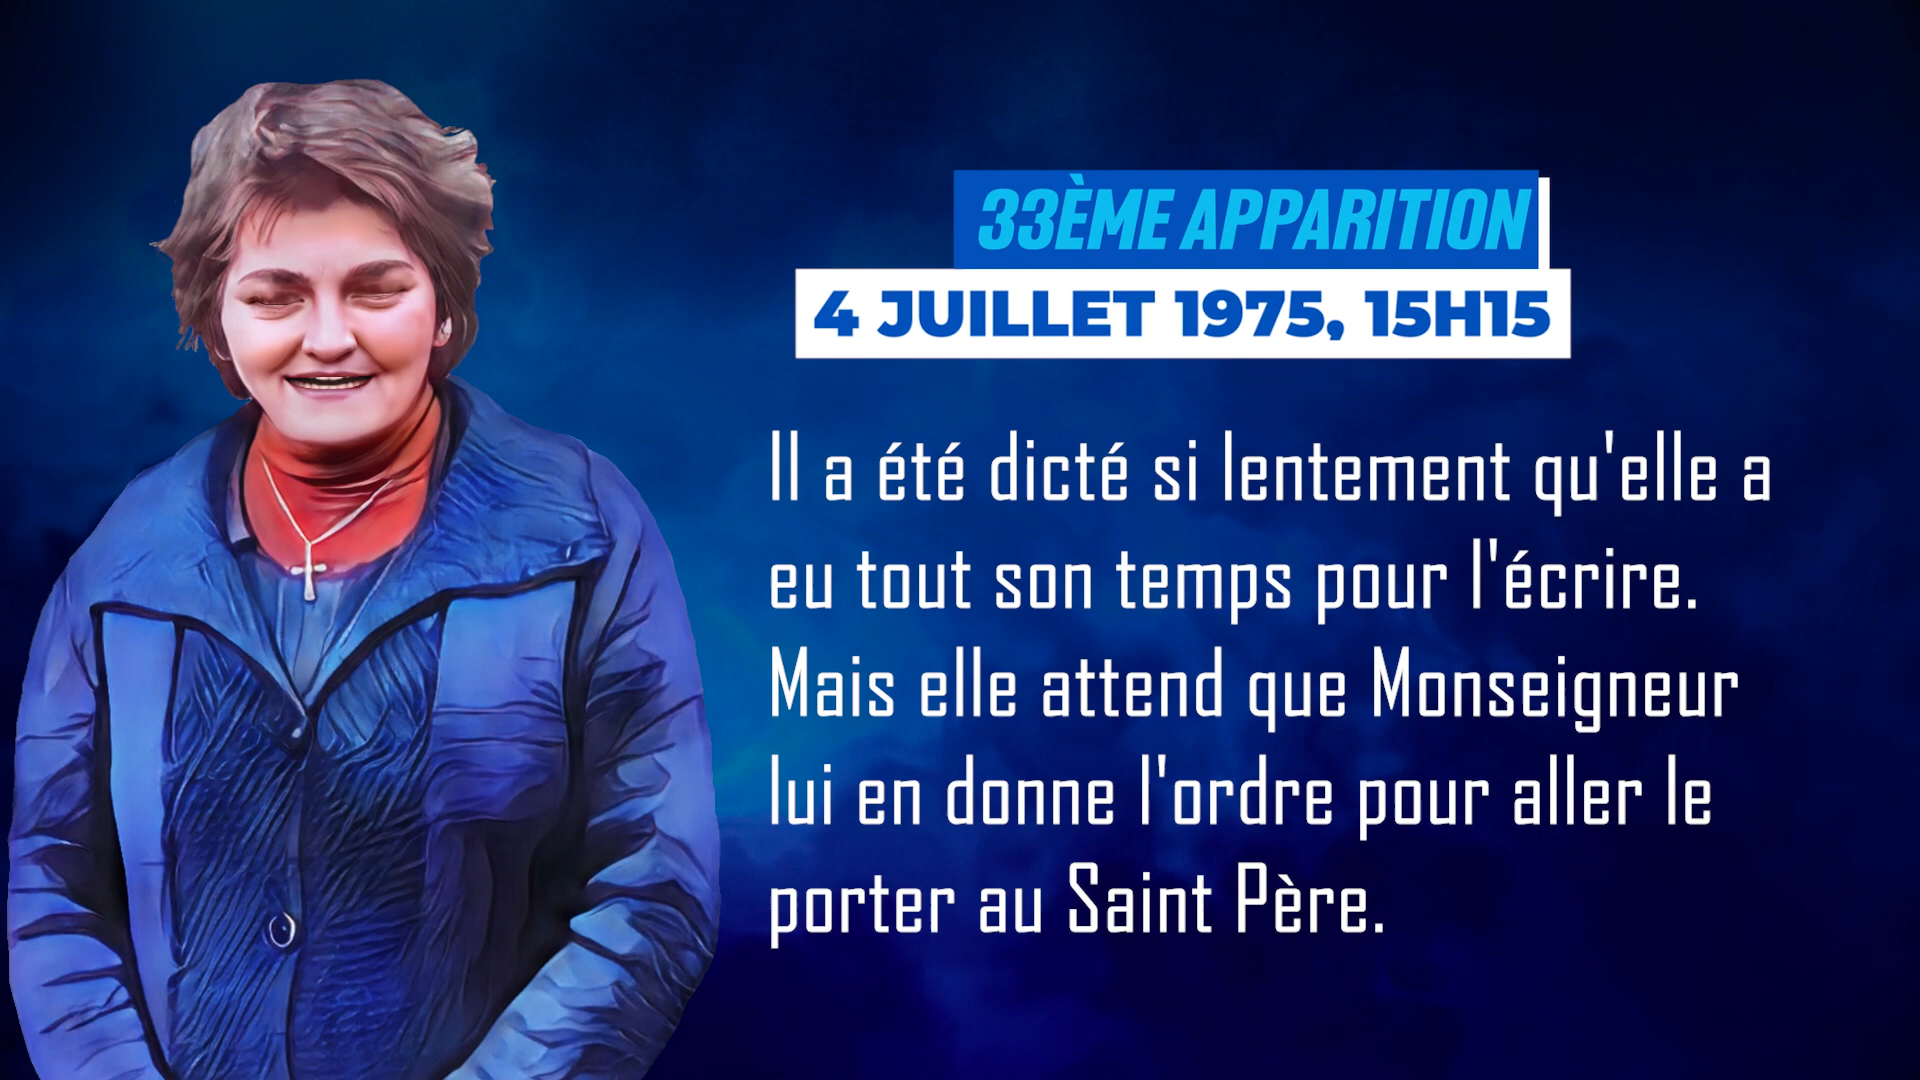 33ÈME APPARITION
4 JUILLET 1975, 15H15
Il a été dicté si lentement qu'elle a
eu tout son temps pour l'écrire.
Mais elle attend que Monseigneur
lui en donne l'ordre pour aller le
porter au Saint Père.